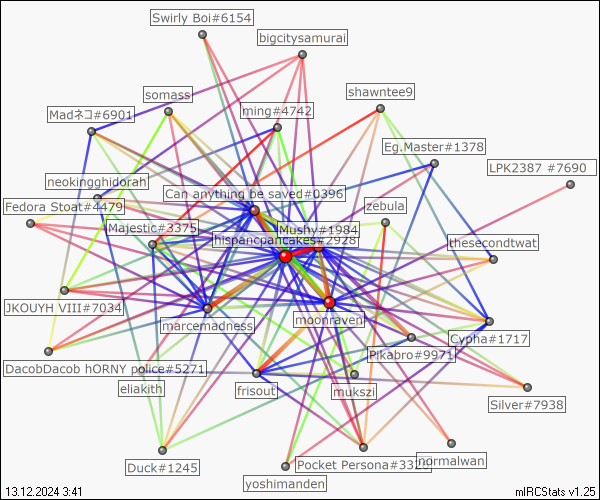 Swirly Boi#6154
bigcitysamurai
shawntee9
somass
ming#4742
Madネコ#6901
Eg.Master#1378
LPK2387 #7690
neokingghidorah
Can anything be saved#0396
Fedora Stoat#4479
zebula
Majestic#3375
Mushy#1984
hispancpancakes#2928
thesecondtwat
JKOUYH VIII#7034
marcemadness
moonraven
Cypha#1717
Pikabro#9971
DacobDacob hORNY police#5271
eliakith
frisout
mukszi
Silver#7938
normalwan
Duck#1245
Pocket Persona#3321
yoshimanden
13.12.2024 3:41
mIRCStats v1.25